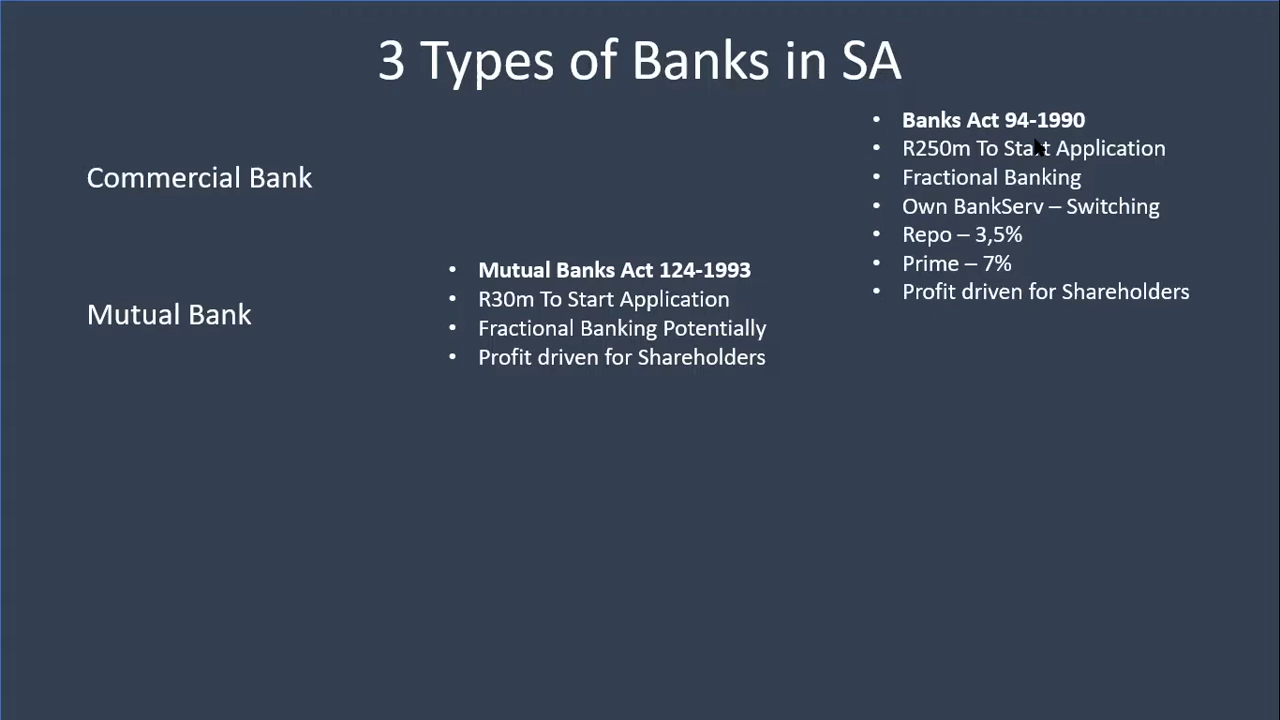 3 Types of Banks in SA
Commercial Bank
• Banks Act 94-1990
• R250m To Start Application
• Fractional Banking
• Own BankServ – Switching
• Repo – 3,5%
• Prime – 7%
• Profit driven for Shareholders
Mutual Bank
• Mutual Banks Act 124-1993
• R30m To Start Application
• Fractional Banking Potentially
• Profit driven for Shareholders